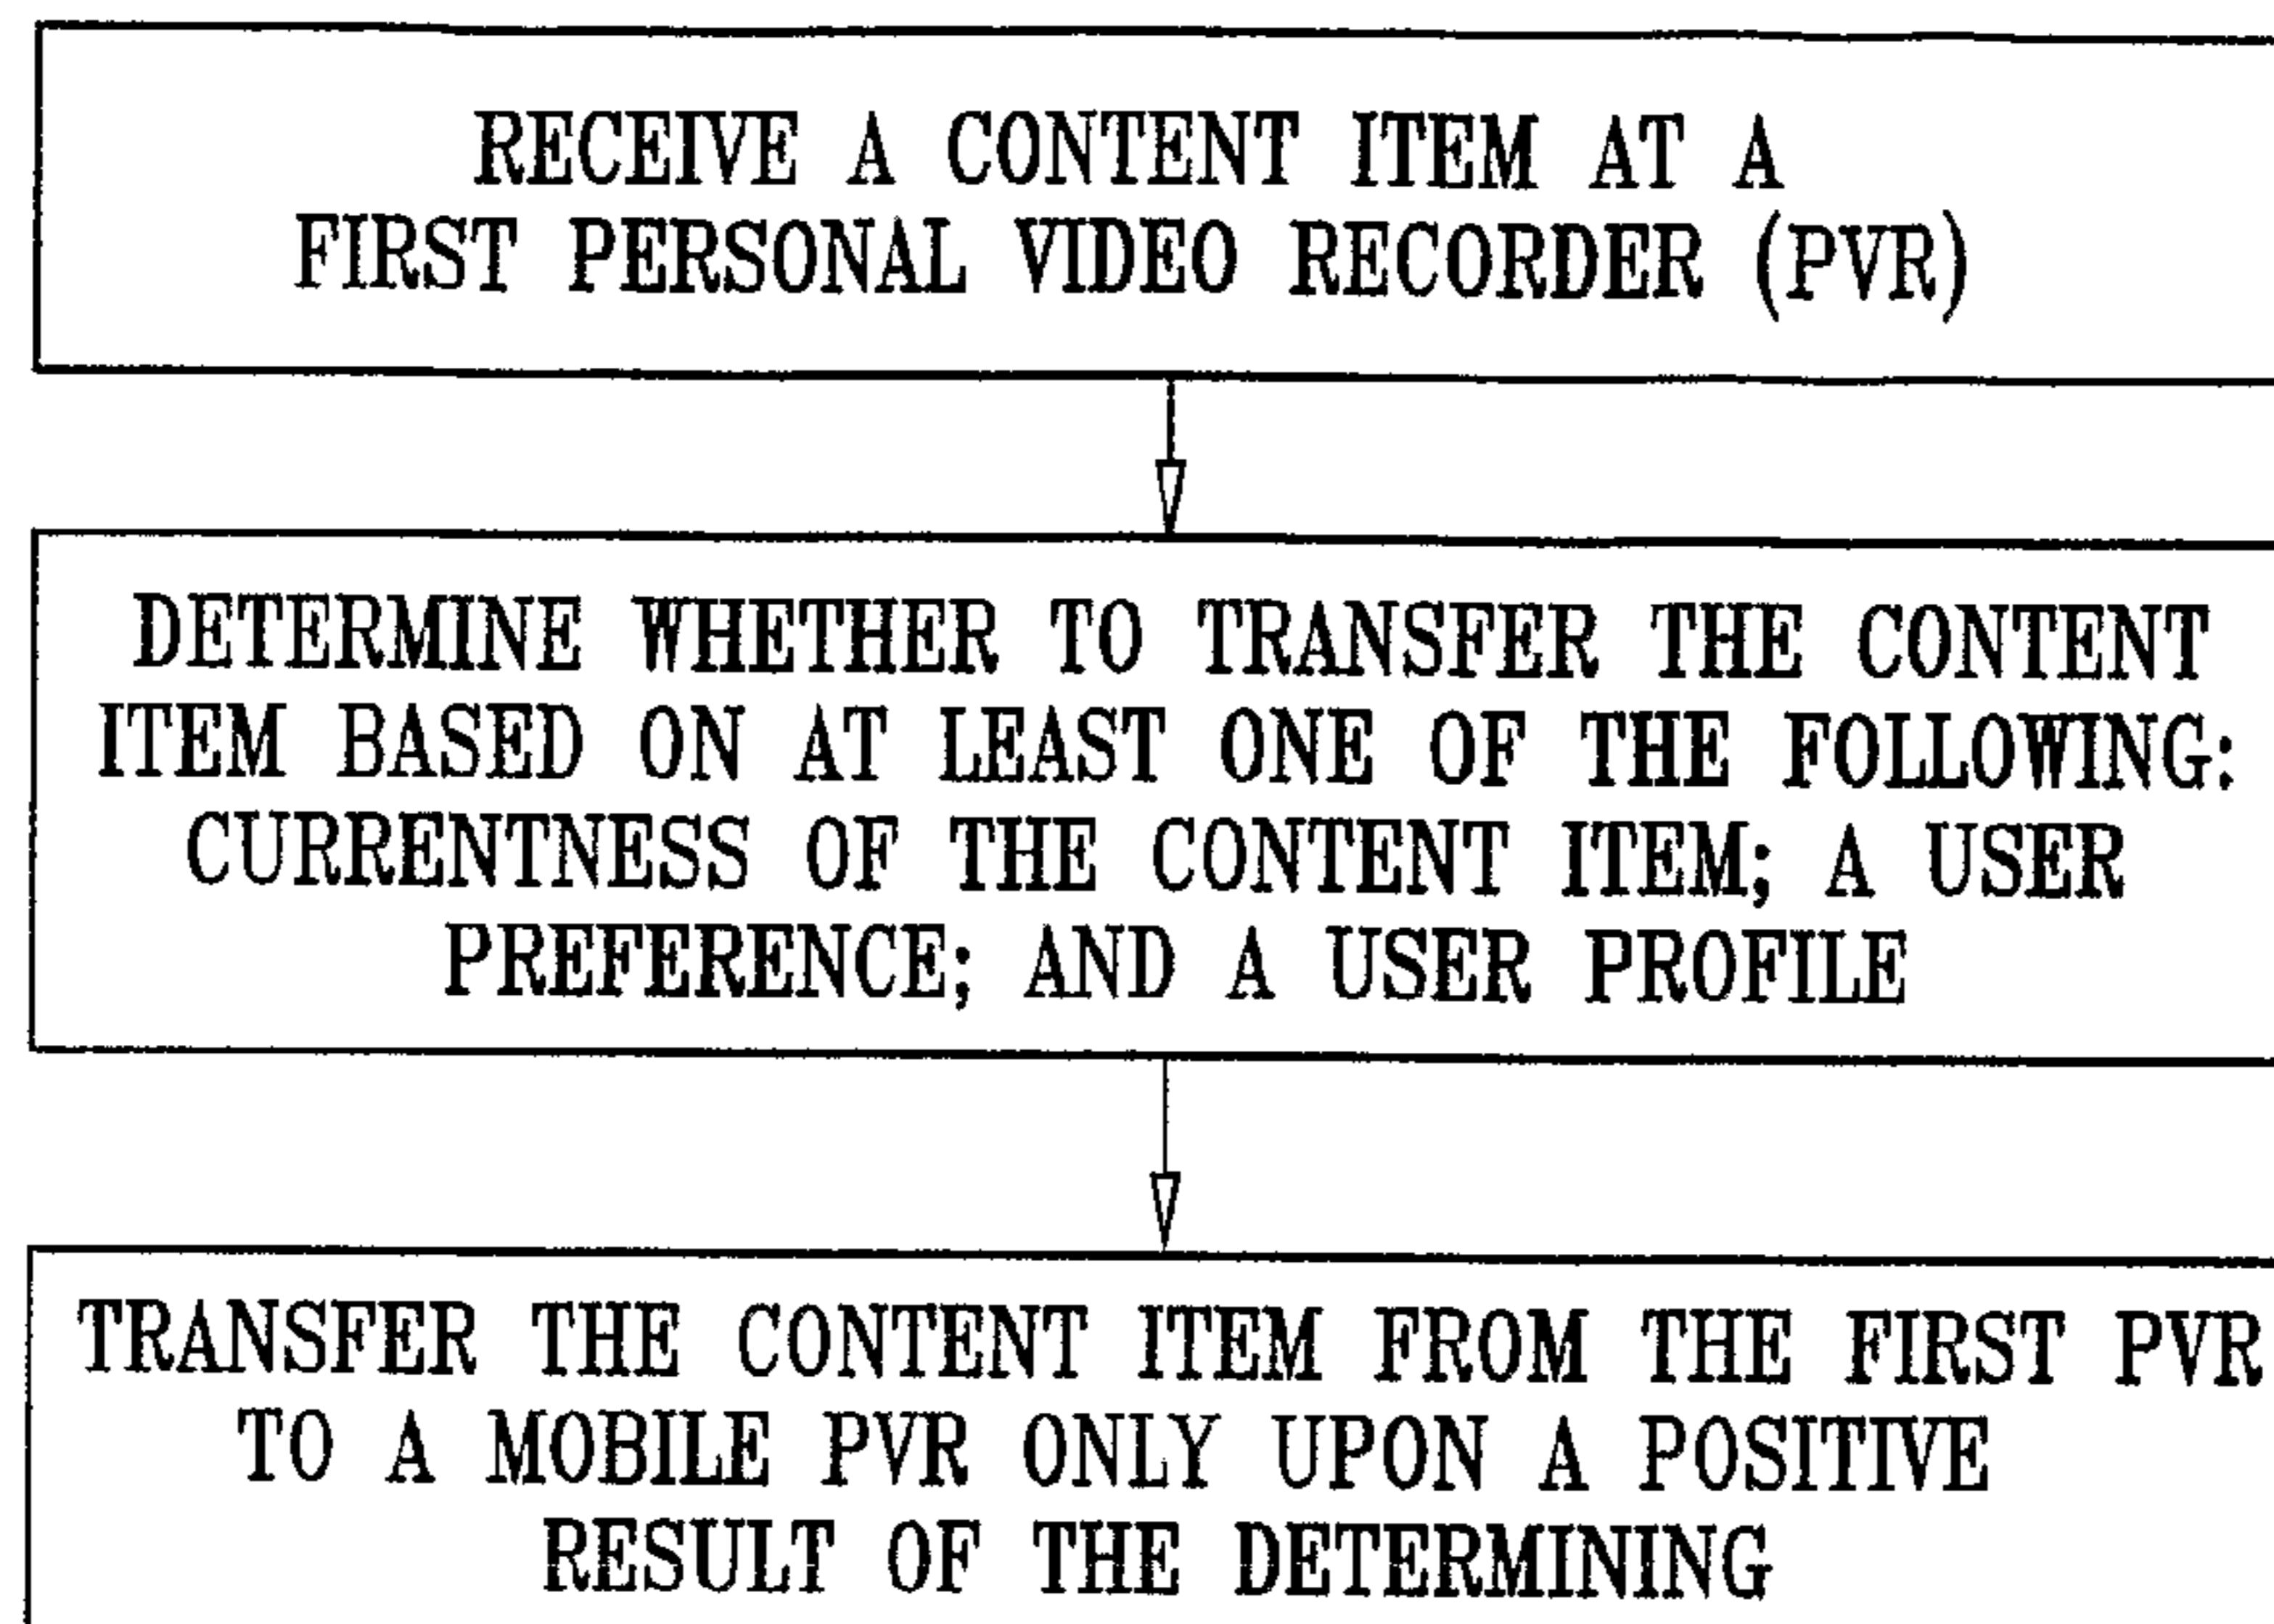 RECEIVE A CONTENT ITEM AT A
FIRST PERSONAL VIDEO RECORDER (PVR)
DETERMINE WHETHER TO TRANSFER THE CONTENT
ITEM BASED ON AT LEAST ONE OF THE FOLLOWING:
CURRENTNESS OF THE CONTENT ITEM; A USER
PREFERENCE; AND A USER PROFILE
TRANSFER THE CONTENT ITEM FROM THE FIRST PVR
TO A MOBILE PVR ONLY UPON A POSITIVE
RESULT OF THE DETERMINING